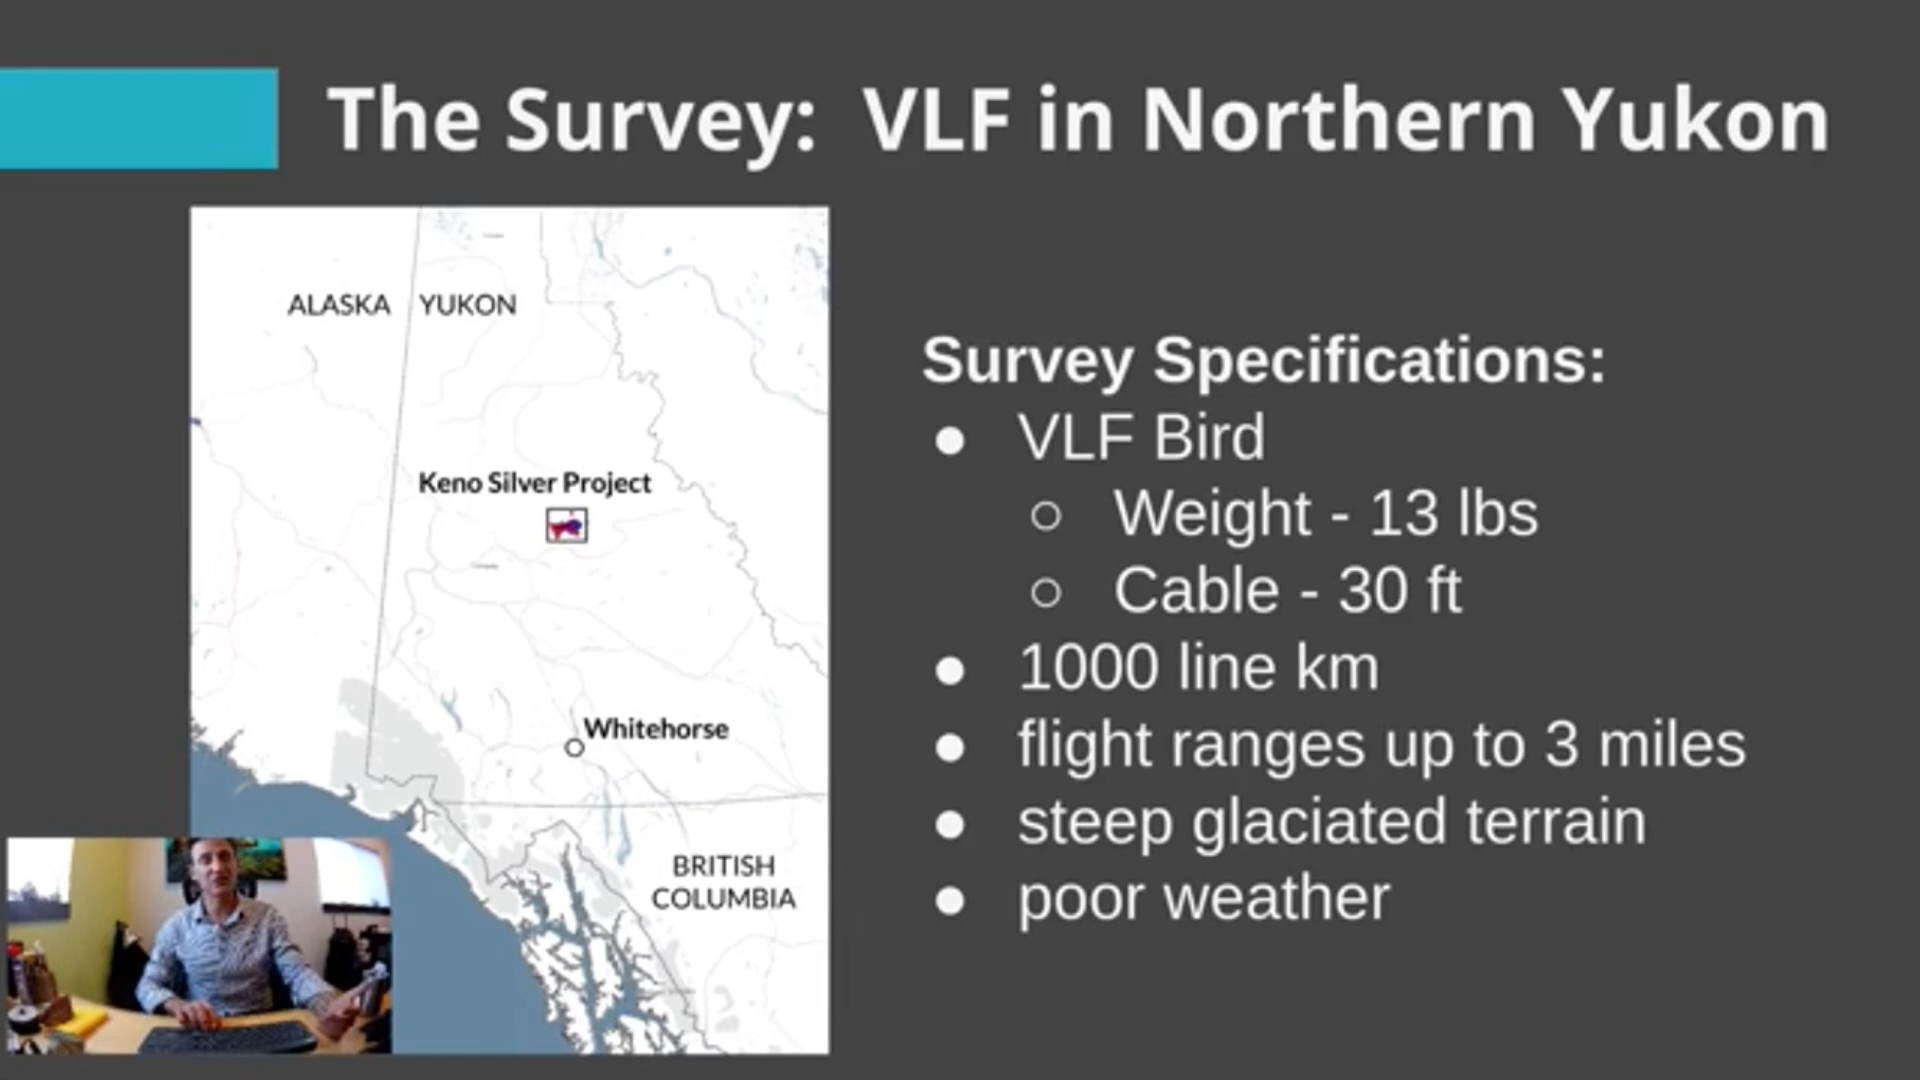 The Survey: VLF in Northern Yukon
ALASKA YUKON
Keno Silver Project
Whitehorse
BRITISH
COLUMBIA
Survey Specifications:
● VLF Bird
○ Weight - 13 lbs
○ Cable - 30 ft
● 1000 line km
● flight ranges up to 3 miles
● steep glaciated terrain
● poor weather